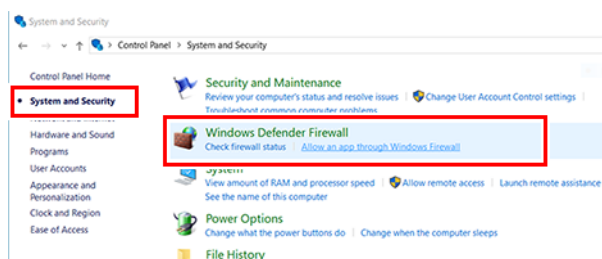 System and Security
Control Panel > System and Security
Control Panel Home
System and Security
Network and Internet
Hardware and Sound
Programs
User Accounts
Appearance and
Personalization
Clock and Region
Ease of Access
Security and Maintenance
Review your computer's status and resolve issues | Change User Account Control settings |
Troubleshoot common computer problems
Windows Defender Firewall
Check firewall status | Allow an app through Windows Firewall
System
View amount of RAM and processor speed | Allow remote access | Launch remote assistance
See the name of this computer
Power Options
Change what the power buttons do | Change when the computer sleeps
File History